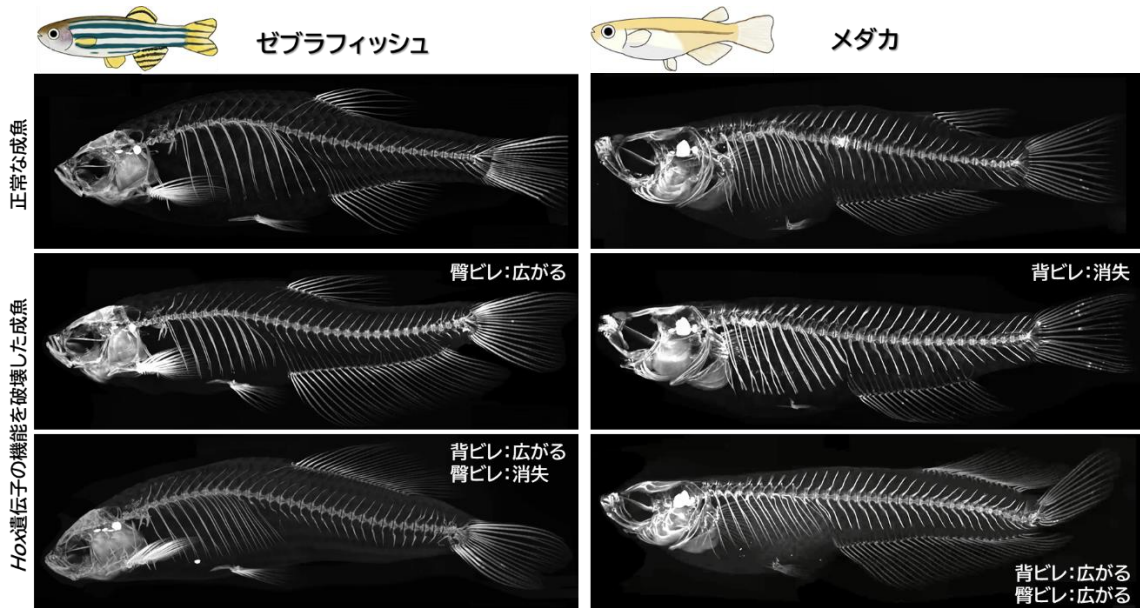 ゼブラフィッシュ
メダカ
正常な成魚
Hox遺伝子の機能を破壊した成魚
臀ビレ：広がる
背ビレ：消失
背ビレ：広がる
臀ビレ：消失
背ビレ：広がる
臀ビレ：広がる